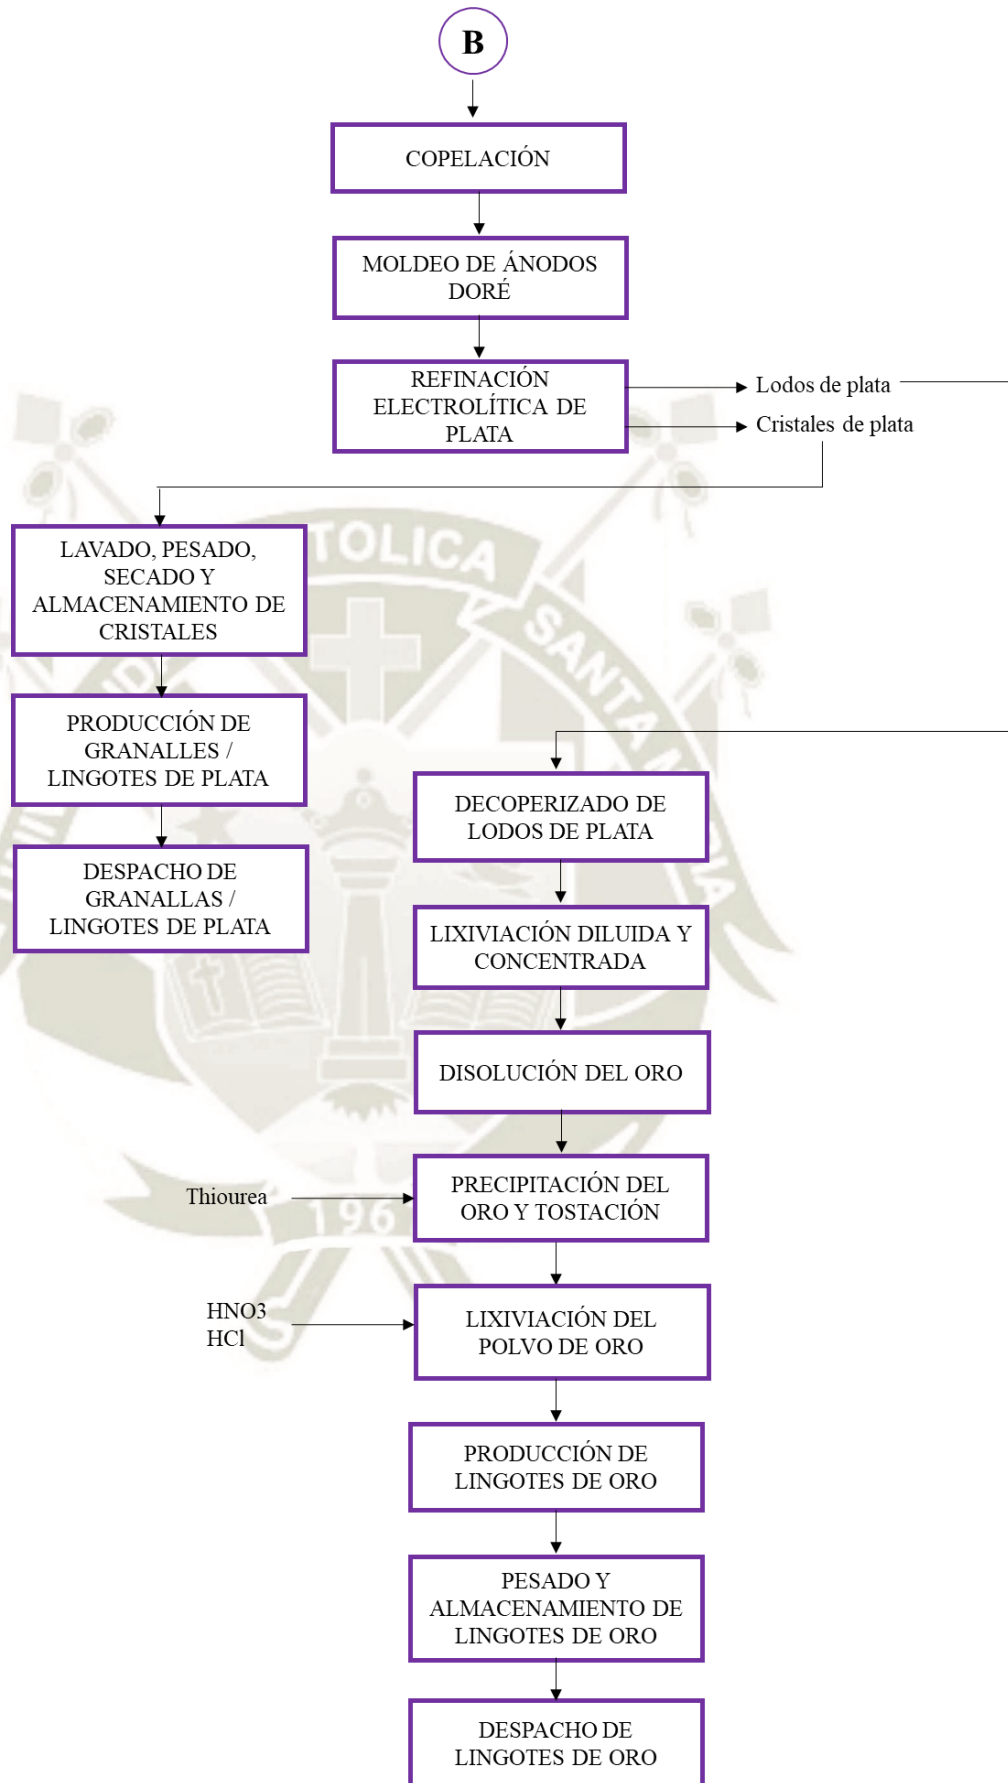 B
COPELACIÓN
MOLDEO DE ÁNODOS
DORÉ
REFINACIÓN
ELECTROLÍTICA DE
PLATA
Lodos de plata
Cristales de plata
LAVADO, PESADO,
SECADO Y
ALMACENAMIENTO DE
CRISTALES
PRODUCCIÓN DE
GRANALLES /
LINGOTES DE PLATA
DESPACHO DE
GRANALLAS /
LINGOTES DE PLATA
DECOPERIZADO DE
LODOS DE PLATA
LIXIVIACIÓN DILUIDA Y
CONCENTRADA
DISOLUCIÓN DEL ORO
Thiourea
PRECIPITACIÓN DEL
ORO Y TOSTACIÓN
HNO3
HCl
LIXIVIACIÓN DEL
POLVO DE ORO
PRODUCCIÓN DE
LINGOTES DE ORO
PESADO Y
ALMACENAMIENTO DE
LINGOTES DE ORO
DESPACHO DE
LINGOTES DE ORO
TOLICA
SANTA M
196